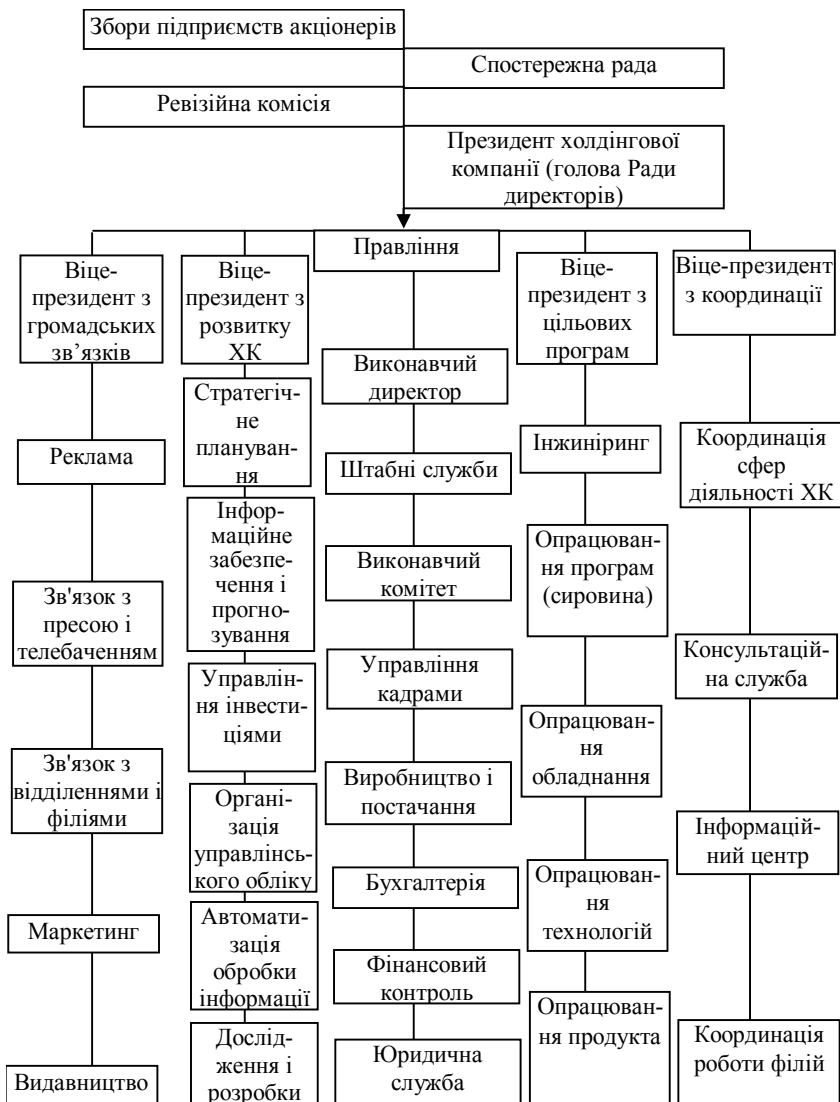 Збори підприємств акціонерів
Спостережна рада
Ревізійна комісія
Президент холдінгової
компанії (голова Ради
директорів)
Правління
Віце-
президент з
громадських
зв’язків
Реклама
Зв'язок з
пресою і
телебаченням
Зв'язок з
відділеннями і
філіями
Маркетинг
Видавництво
Віце-
президент з
розвитку
ХК
Стратегіч-
не
плануван-
ня
Інфор-
маційне
забезпе-
чення і
прогно-
зування
Управлін-
ня інвести-
ціями
Органі-
зація
управлінсь-
кого обліку
Автомати-
зація
обробки
інформації
Дослід-
ження і
розробки
Виконавчий
директор
Штабні служби
Виконавчий
комітет
Управління
кадрами
Виробництво і
постачання
Бухгалтерія
Фінансовий
контроль
Юридична
служба
Віце-
президент з
цільових
програм
Інжиніринг
Опрацюван-
ня програм
(сировина)
Опрацюван-
ня
обладнання
Опрацюван-
ня
технологій
Опрацюван-
ня продукта
Віце-президент
з координації
Координація
сфер
діяльності ХК
Консультацій-
на служба
Інформацій-
ний центр
Координація
роботи філій